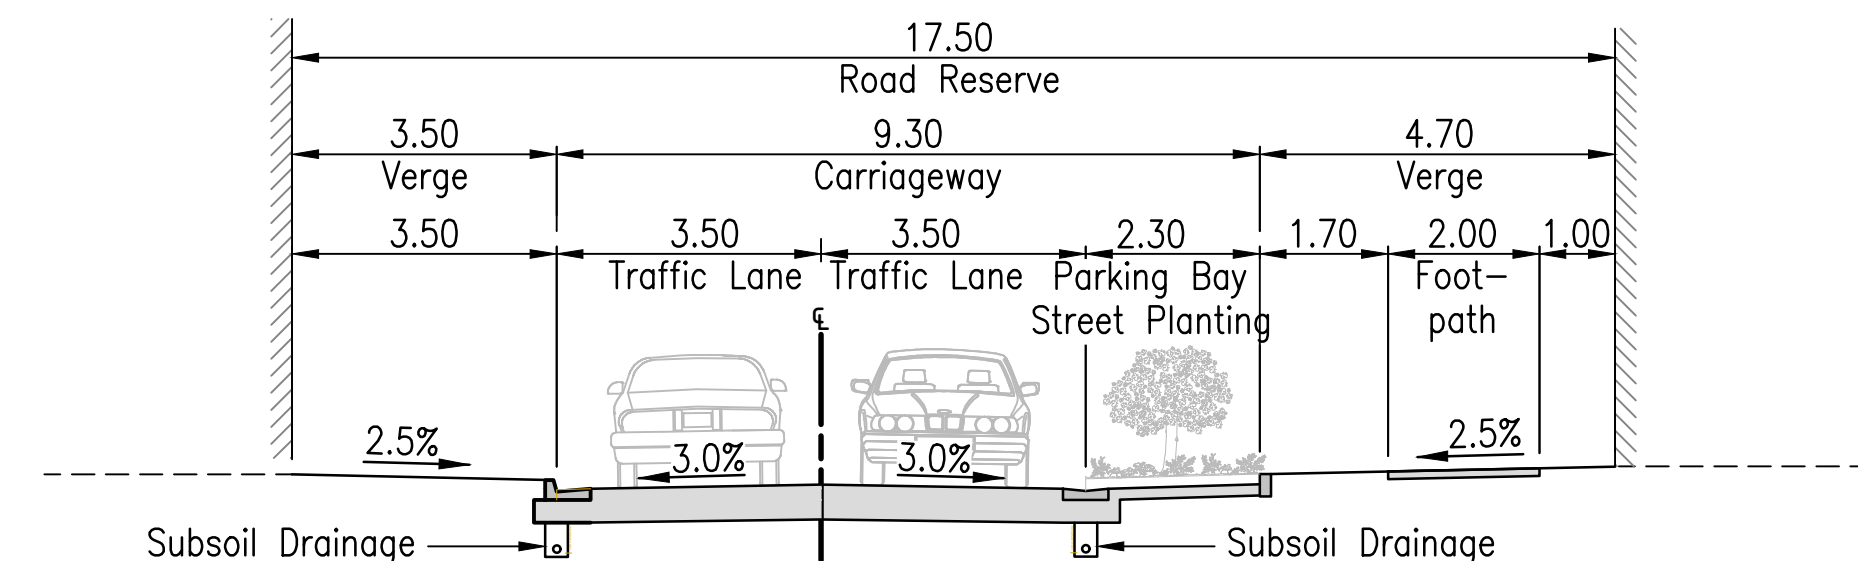 17.50
Road Reserve
3.50 9.30 4.70
Verge Carriageway Verge
3.50 3.50 3.50 2.30 1.70 2.00 1.00
Traffic Lane Traffic Lane Parking Bay Foot-
Street Planting path
℄
2.5% 3.0% 3.0% 2.5%
Subsoil Drainage Subsoil Drainage